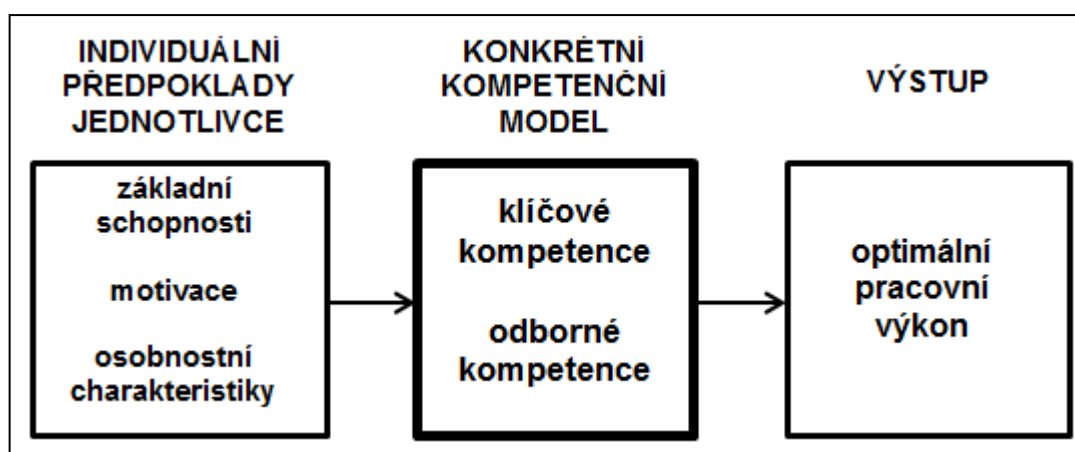 INDIVIDUÁLNÍ
PŘEDPOKLADY
JEDNOTLIVCE
KONKRÉTNÍ
KOMPETENČNÍ
MODEL
VÝSTUP
základní
schopnosti
motivace
osobnostní
charakteristiky
klíčové
kompetence
odborné
kompetence
optimální
pracovní
výkon